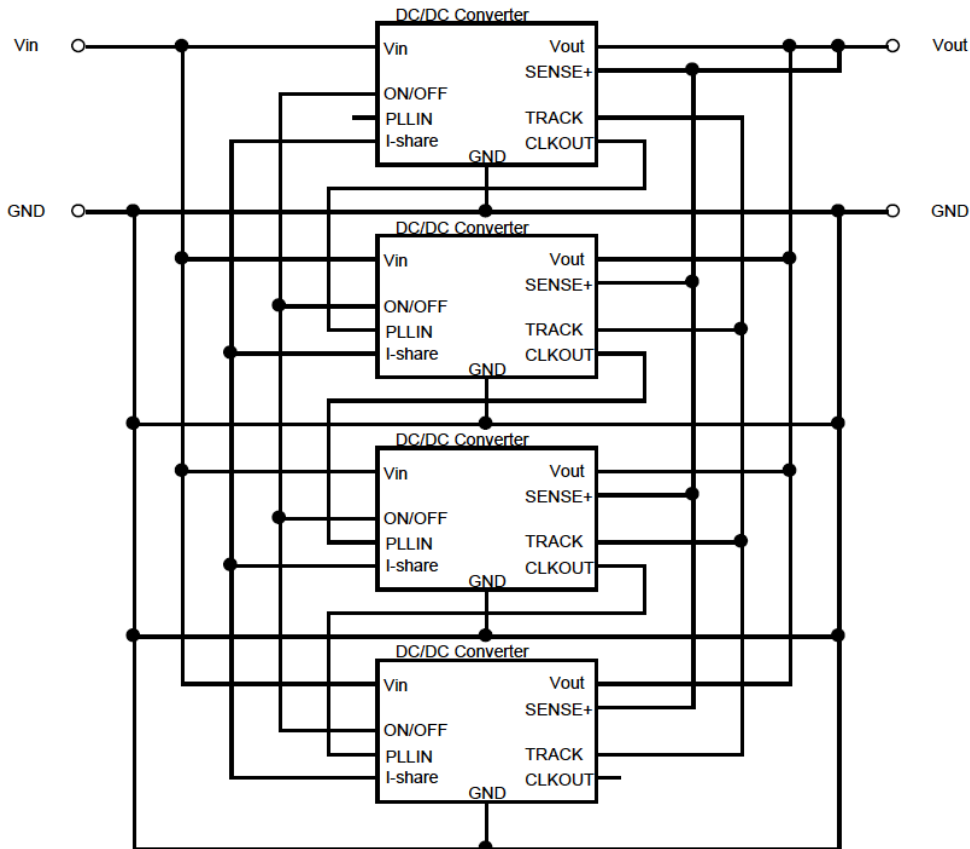 DC/DC Converter
Vin
Vin
Vout
Vout
SENSE+
ON/OFF
PLLIN
TRACK
I-share
CLKOUT
GND
GND
GND
DC/DC Converter
Vin
Vout
SENSE+
ON/OFF
PLLIN
TRACK
I-share
CLKOUT
GND
DC/DC Converter
Vin
Vout
SENSE+
ON/OFF
PLLIN
TRACK
I-share
CLKOUT
GND
DC/DC Converter
Vin
Vout
SENSE+
ON/OFF
PLLIN
TRACK
I-share
CLKOUT
GND